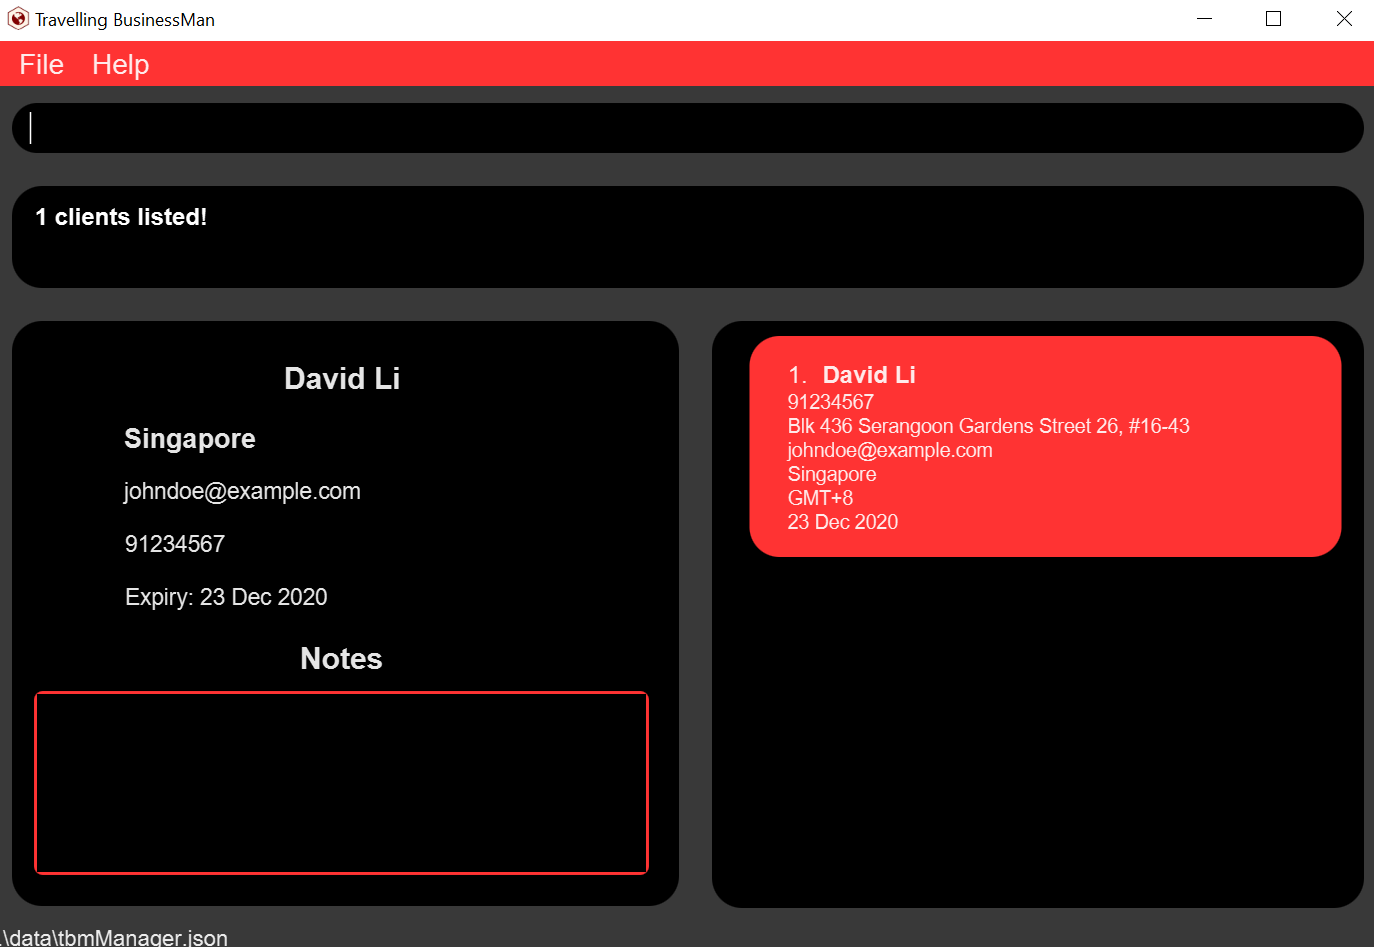 Travelling BusinessMan
File Help
1 clients listed!
David Li
Singapore
johndoe@example.com
91234567
Expiry: 23 Dec 2020
Notes
1. David Li
91234567
Blk 436 Serangoon Gardens Street 26, #16-43
johndoe@example.com
Singapore
GMT+8
23 Dec 2020
.\data\tbmManager.json